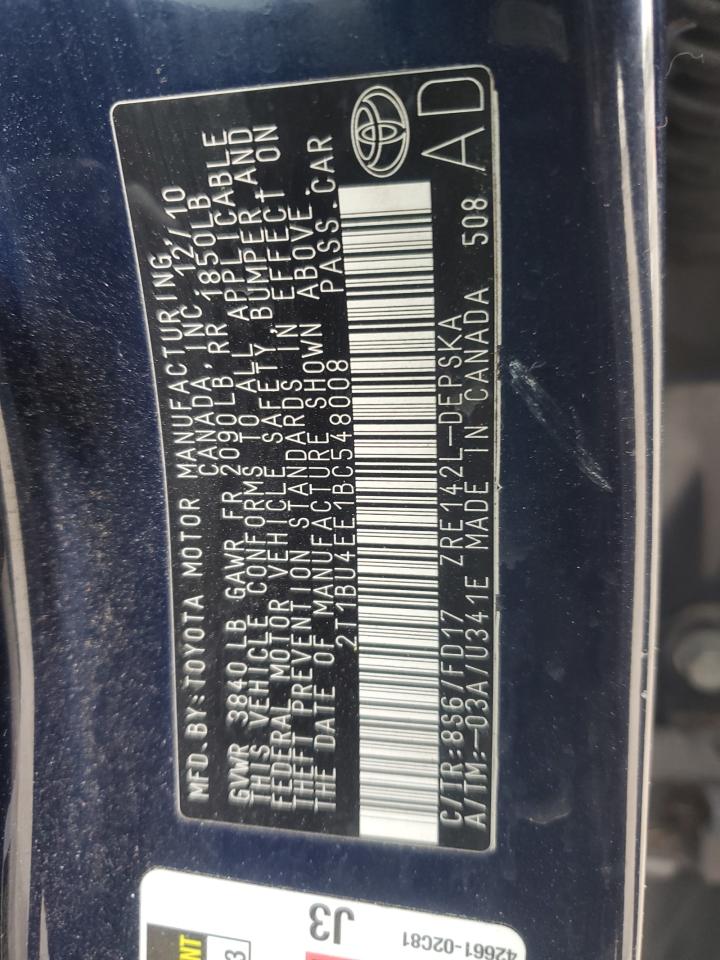 MFD.BY:TOYOTA MOTOR MANUFACTURING,
CANADA, INC 12/10
GVWR 3840 LB GAWR FR 2090 LB, RR 1850LB
THIS VEHICLE CONFORMS TO ALL APPLICABLE
FEDERAL MOTOR VEHICLE SAFETY, BUMPER AND
THEFT PREVENTION STANDARDS IN EFFECT ON
THE DATE OF MANUFACTURE SHOWN ABOVE.
2T1BU4EE1BC548008 PASS.CAR
C/TR:8S6/FD17 ZRE142L-DEPSKA
A/TM:-03A/U341E MADE IN CANADA 508
AD
J3
42661-02C81